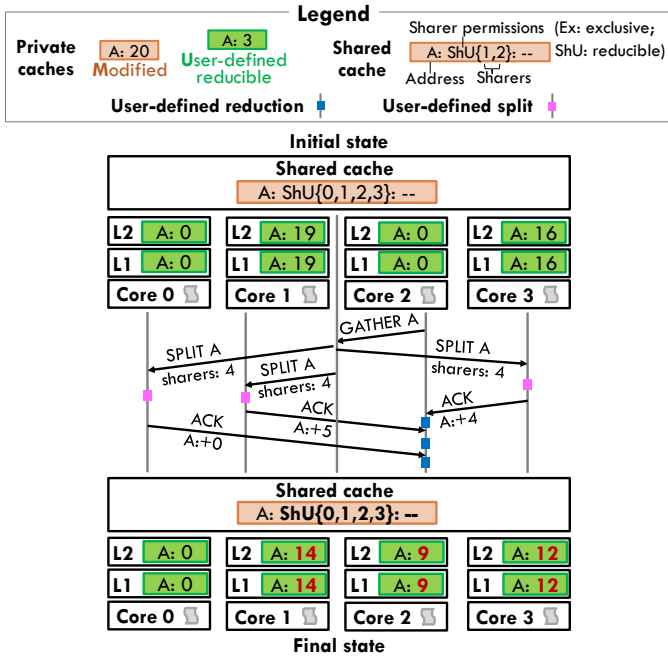 Legend
Private caches
A: 20
Modified
A: 3
User-defined reducible
Shared cache
Sharer permissions
A: ShU{1,2}: --
Address
Sharers
(Ex: exclusive;
ShU: reducible)
User-defined reduction
User-defined split
Initial state
Shared cache
A: ShU{0,1,2,3}: --
L2 A: 0 L2 A: 19 L2 A: 0 L2 A: 16
L1 A: 0 L1 A: 19 L1 A: 0 L1 A: 16
Core 0 Core 1 Core 2 Core 3
GATHER A
SPLIT A
sharers: 4
SPLIT A
sharers: 4
SPLIT A
sharers: 4
ACK
A:+4
ACK
A:+5
ACK
A:+0
Shared cache
A: ShU{0,1,2,3}: --
L2 A: 0 L2 A: 14 L2 A: 9 L2 A: 12
L1 A: 0 L1 A: 14 L1 A: 9 L1 A: 12
Core 0 Core 1 Core 2 Core 3
Final state